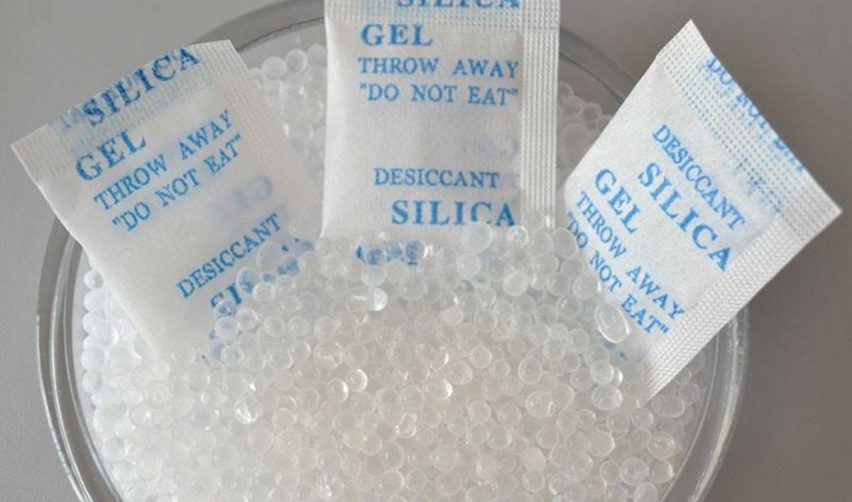 SILICA
GEL
THROW AWAY
"DO NOT EAT"
DESICCANT
SILICA
GEL
THROW AWAY
"DO NOT EAT"
DESICCANT
SILICA
DESICCANT
SILICA
GEL
THROW AWAY
"DO NOT EAT"